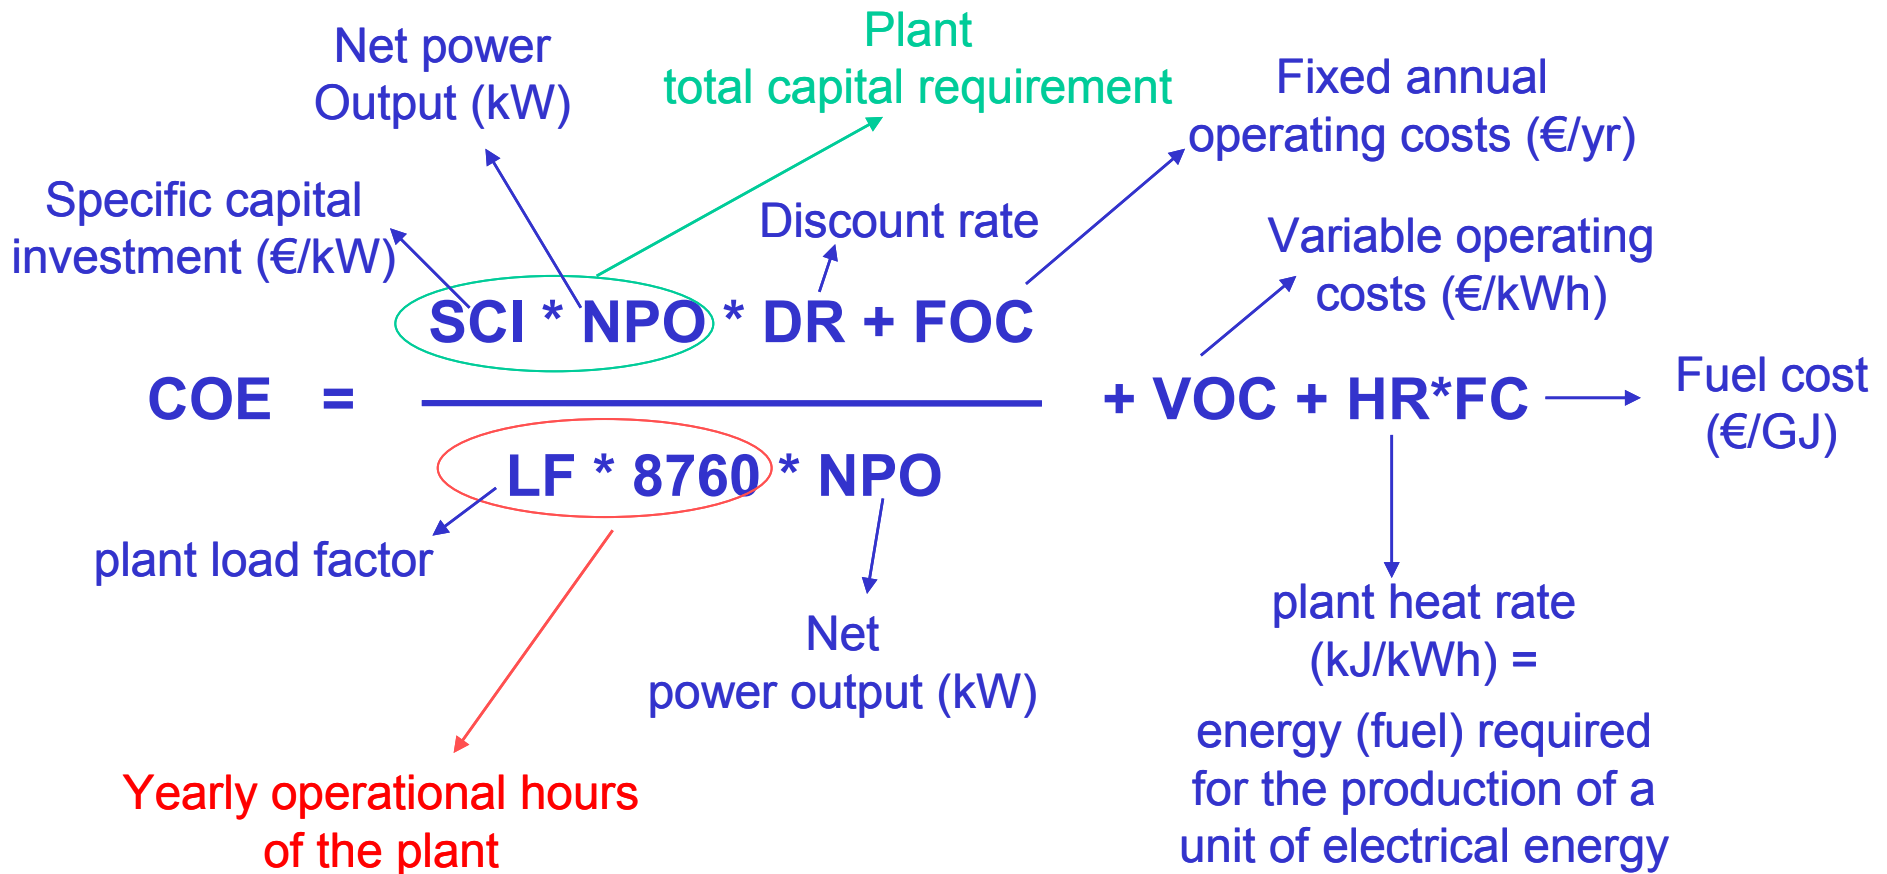 Net power
Output (kW)
Plant
total capital requirement
Fixed annual
operating costs (€/yr)
Specific capital
investment (€/kW)
Discount rate
Variable operating
costs (€/kWh)
SCI * NPO * DR + FOC
COE =
+ VOC + HR*FC
Fuel cost
(€/GJ)
LF * 8760 * NPO
plant load factor
Net
power output (kW)
plant heat rate
(kJ/kWh) =
energy (fuel) required
for the production of a
unit of electrical energy
Yearly operational hours
of the plant